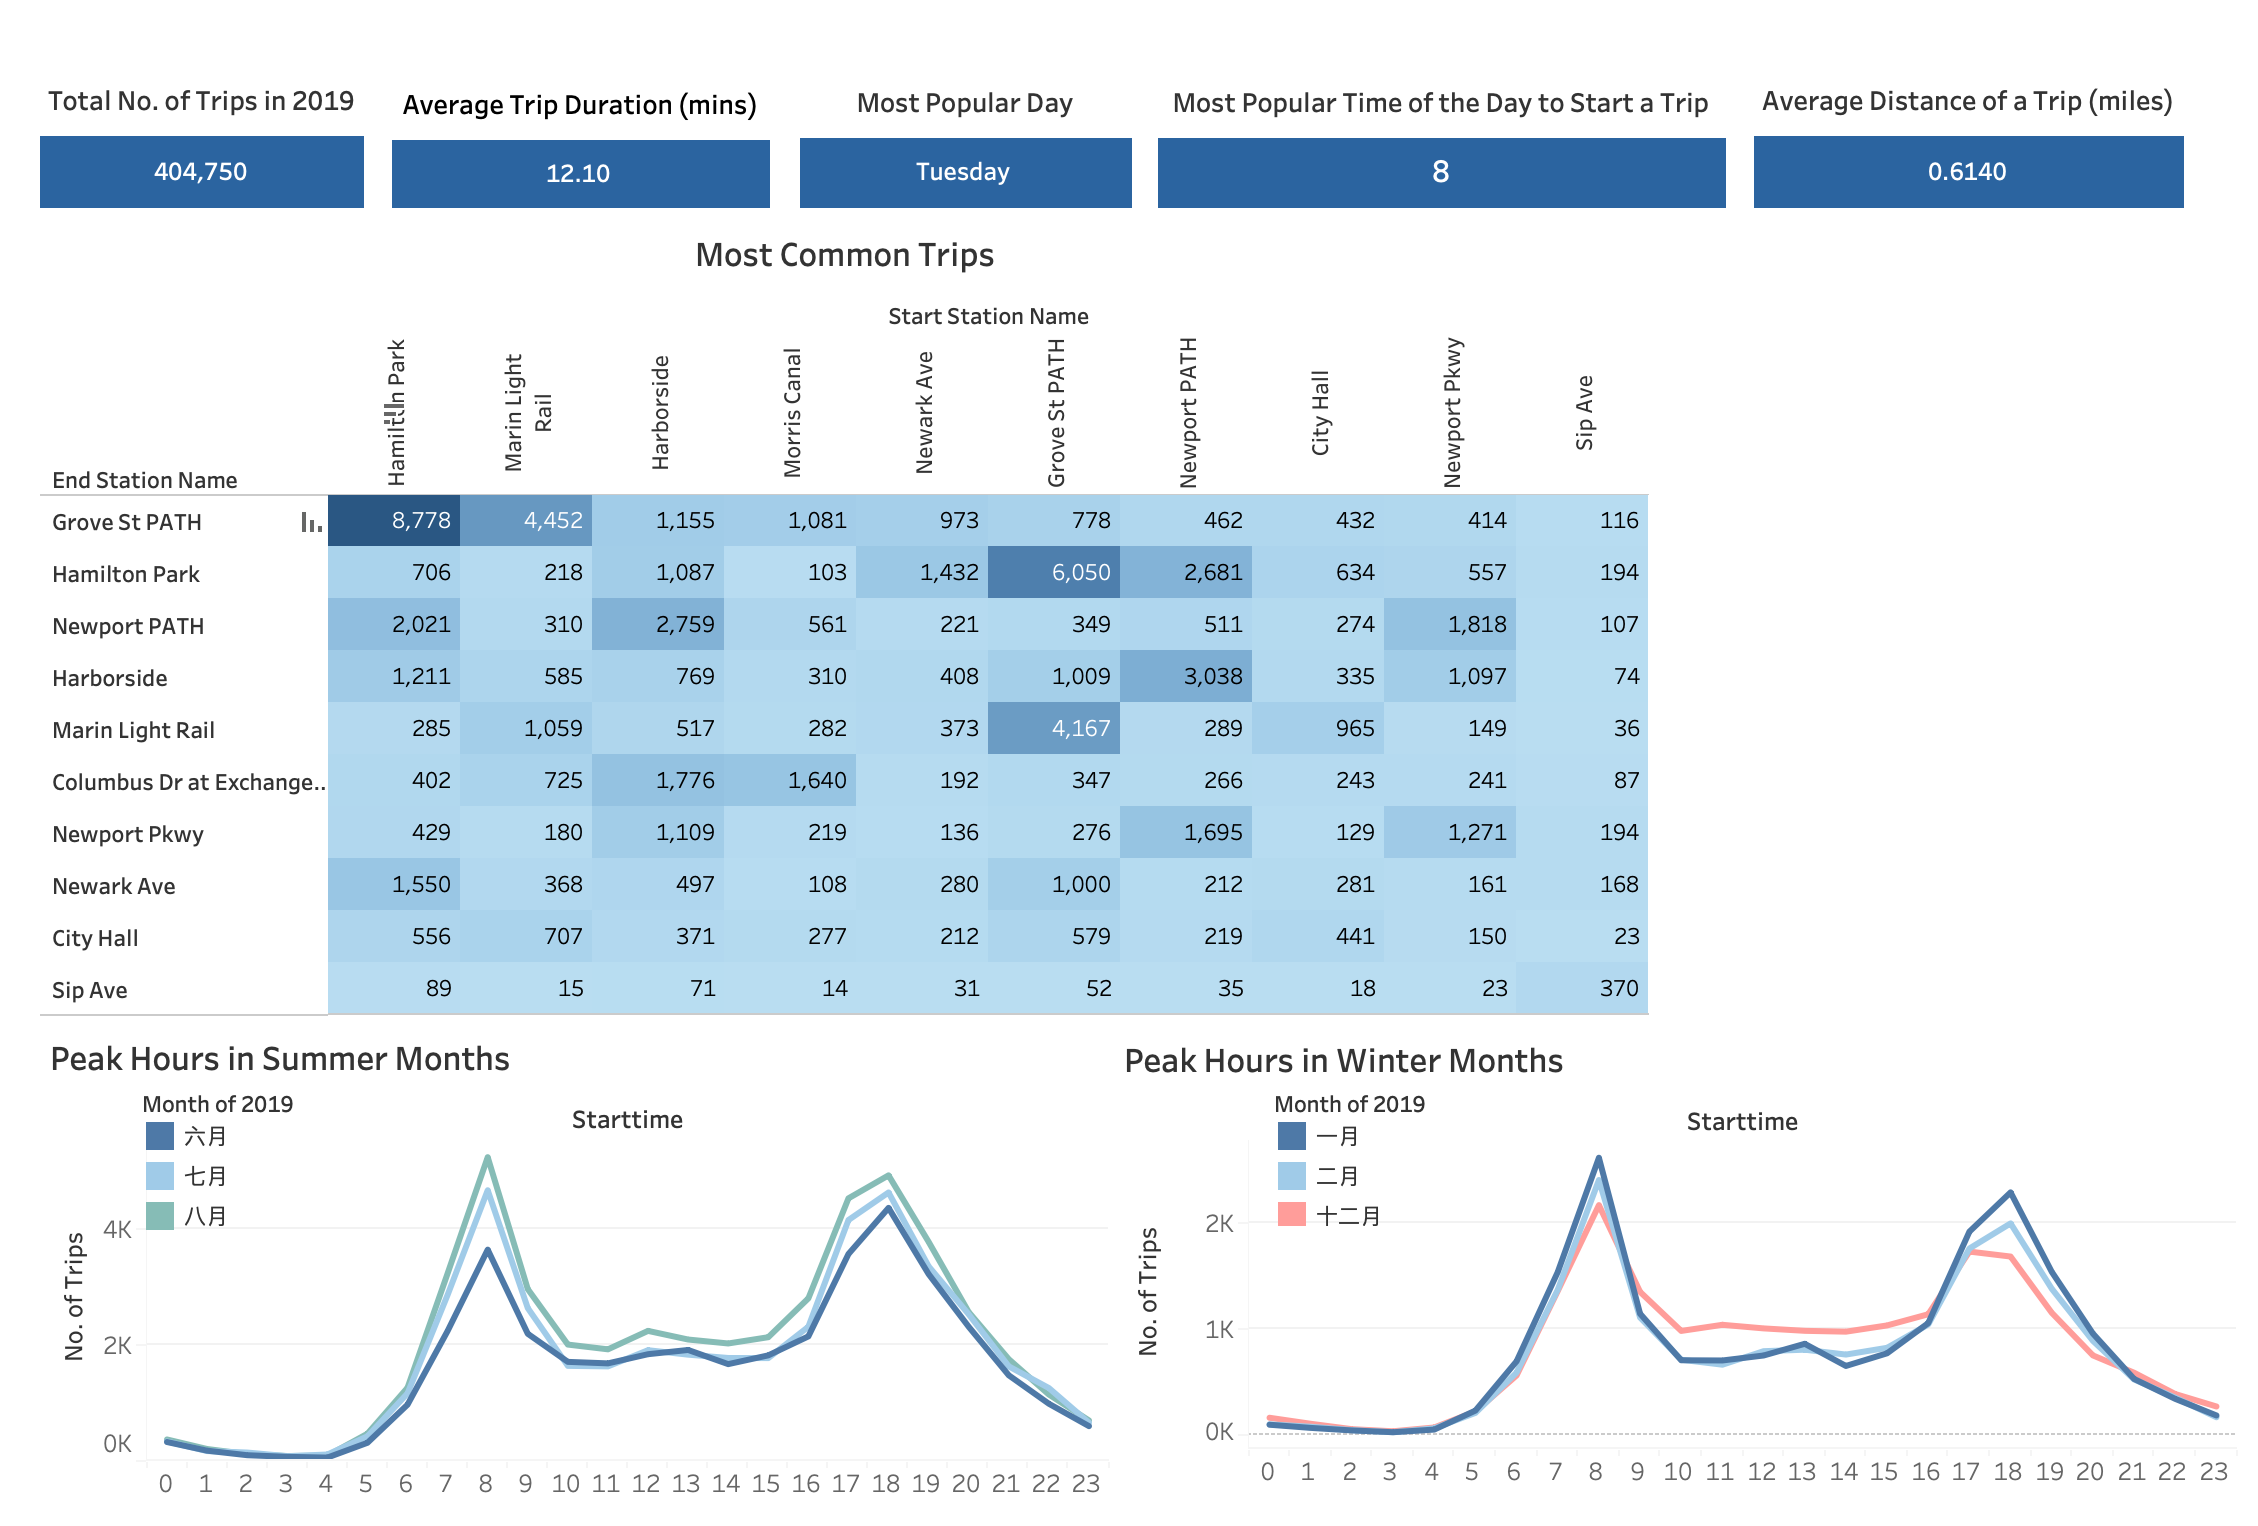 Total No. of Trips in 2019
404,750
Average Trip Duration (mins)
12.10
Most Popular Day
Tuesday
Most Popular Time of the Day to Start a Trip
8
Average Distance of a Trip (miles)
0.6140
Most Common Trips
Start Station Name
End Station Name
Hamilton Park
Marin Light
Rail
Harborside
Morris Canal
Newark Ave
Grove St PATH
Newport PATH
City Hall
Newport Pkwy
Sip Ave
Grove St PATH 8,778 4,452 1,155 1,081 973 778 462 432 414 116
Hamilton Park 706 218 1,087 103 1,432 6,050 2,681 634 557 194
Newport PATH 2,021 310 2,759 561 221 349 511 274 1,818 107
Harborside 1,211 585 769 310 408 1,009 3,038 335 1,097 74
Marin Light Rail 285 1,059 517 282 373 4,167 289 965 149 36
Columbus Dr at Exchange.. 402 725 1,776 1,640 192 347 266 243 241 87
Newport Pkwy 429 180 1,109 219 136 276 1,695 129 1,271 194
Newark Ave 1,550 368 497 108 280 1,000 212 281 161 168
City Hall 556 707 371 277 212 579 219 441 150 23
Sip Ave 89 15 71 14 31 52 35 18 23 370
Peak Hours in Summer Months
Month of 2019
六月
七月
八月
Starttime
No. of Trips
4K
2K
0K
0 1 2 3 4 5 6 7 8 9 10 11 12 13 14 15 16 17 18 19 20 21 22 23
Peak Hours in Winter Months
Month of 2019
一月
二月
十二月
Starttime
No. of Trips
2K
1K
0K
0 1 2 3 4 5 6 7 8 9 10 11 12 13 14 15 16 17 18 19 20 21 22 23